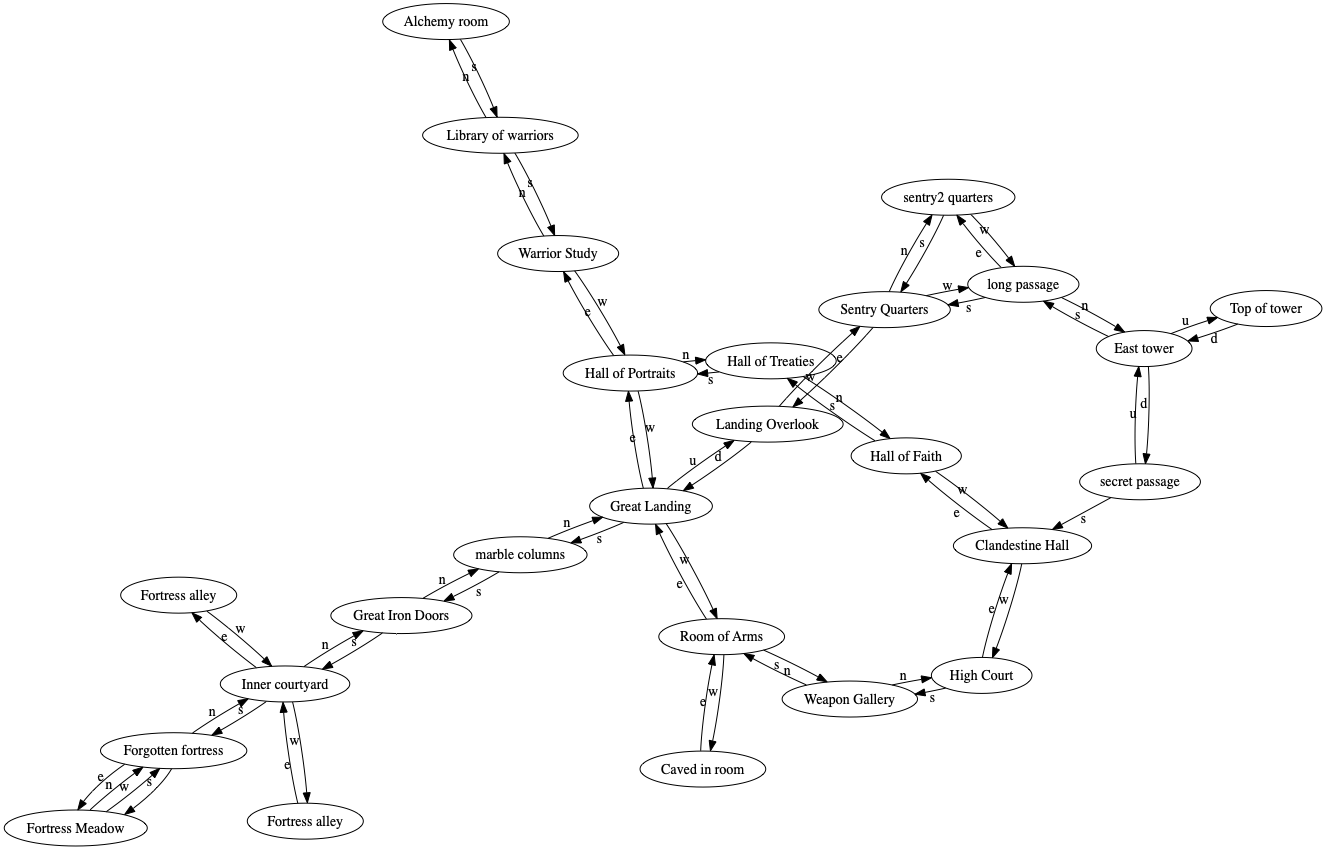 Alchemy room
s
n
Library of warriors
s
n
sentry2 quarters
w
s
n
e
Warrior Study
long passage
w
w
n
Sentry Quarters
s
s
Top of tower
e
u
d
East tower
n
Hall of Treaties
e
Hall of Portraits
s
w
n
s
d
u
Landing Overlook
w
e
u
d
Hall of Faith
secret passage
w
Great Landing
e
s
n
s
Clandestine Hall
marble columns
w
e
n
s
Fortress alley
e
w
Great Iron Doors
w
e
n
s
Room of Arms
s
n
High Court
n
s
Inner courtyard
e
w
Weapon Gallery
n
s
w
Forgotten fortress
e
Caved in room
e
n
w
s
Fortress Meadow
Fortress alley